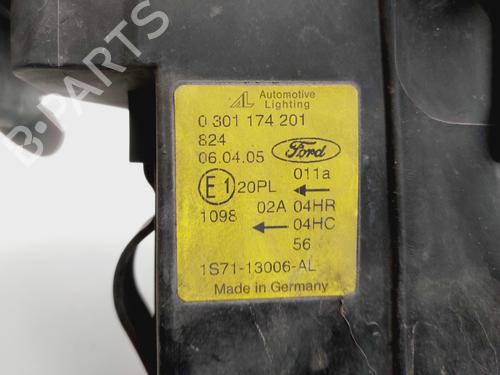 AL Automotive
Lighting
0 301 174 201
824
06.04.05 Ford
011a
E1 20PL ←
1098 02A 04HR
← 04HC
56
1S71-13006-AL
Made in Germany
B-PARTS